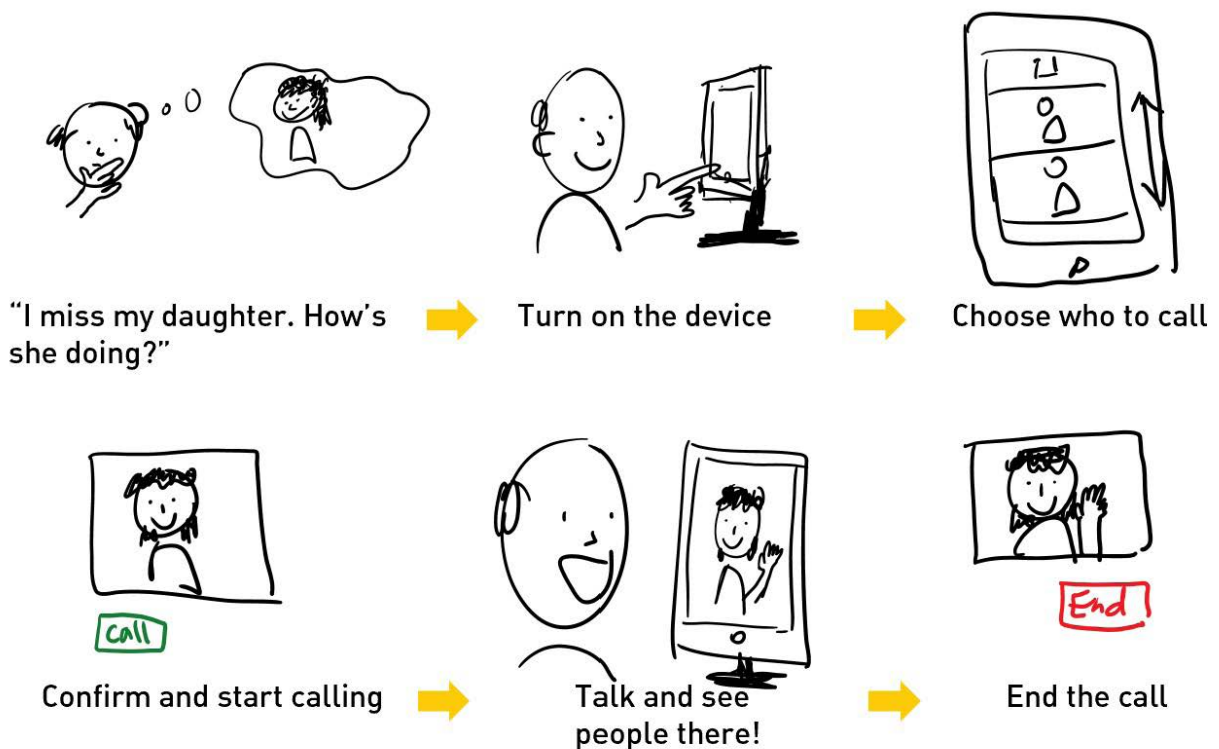 “I miss my daughter. How’s
she doing?”
Turn on the device
Choose who to call
call
Confirm and start calling
Talk and see
people there!
End
End the call